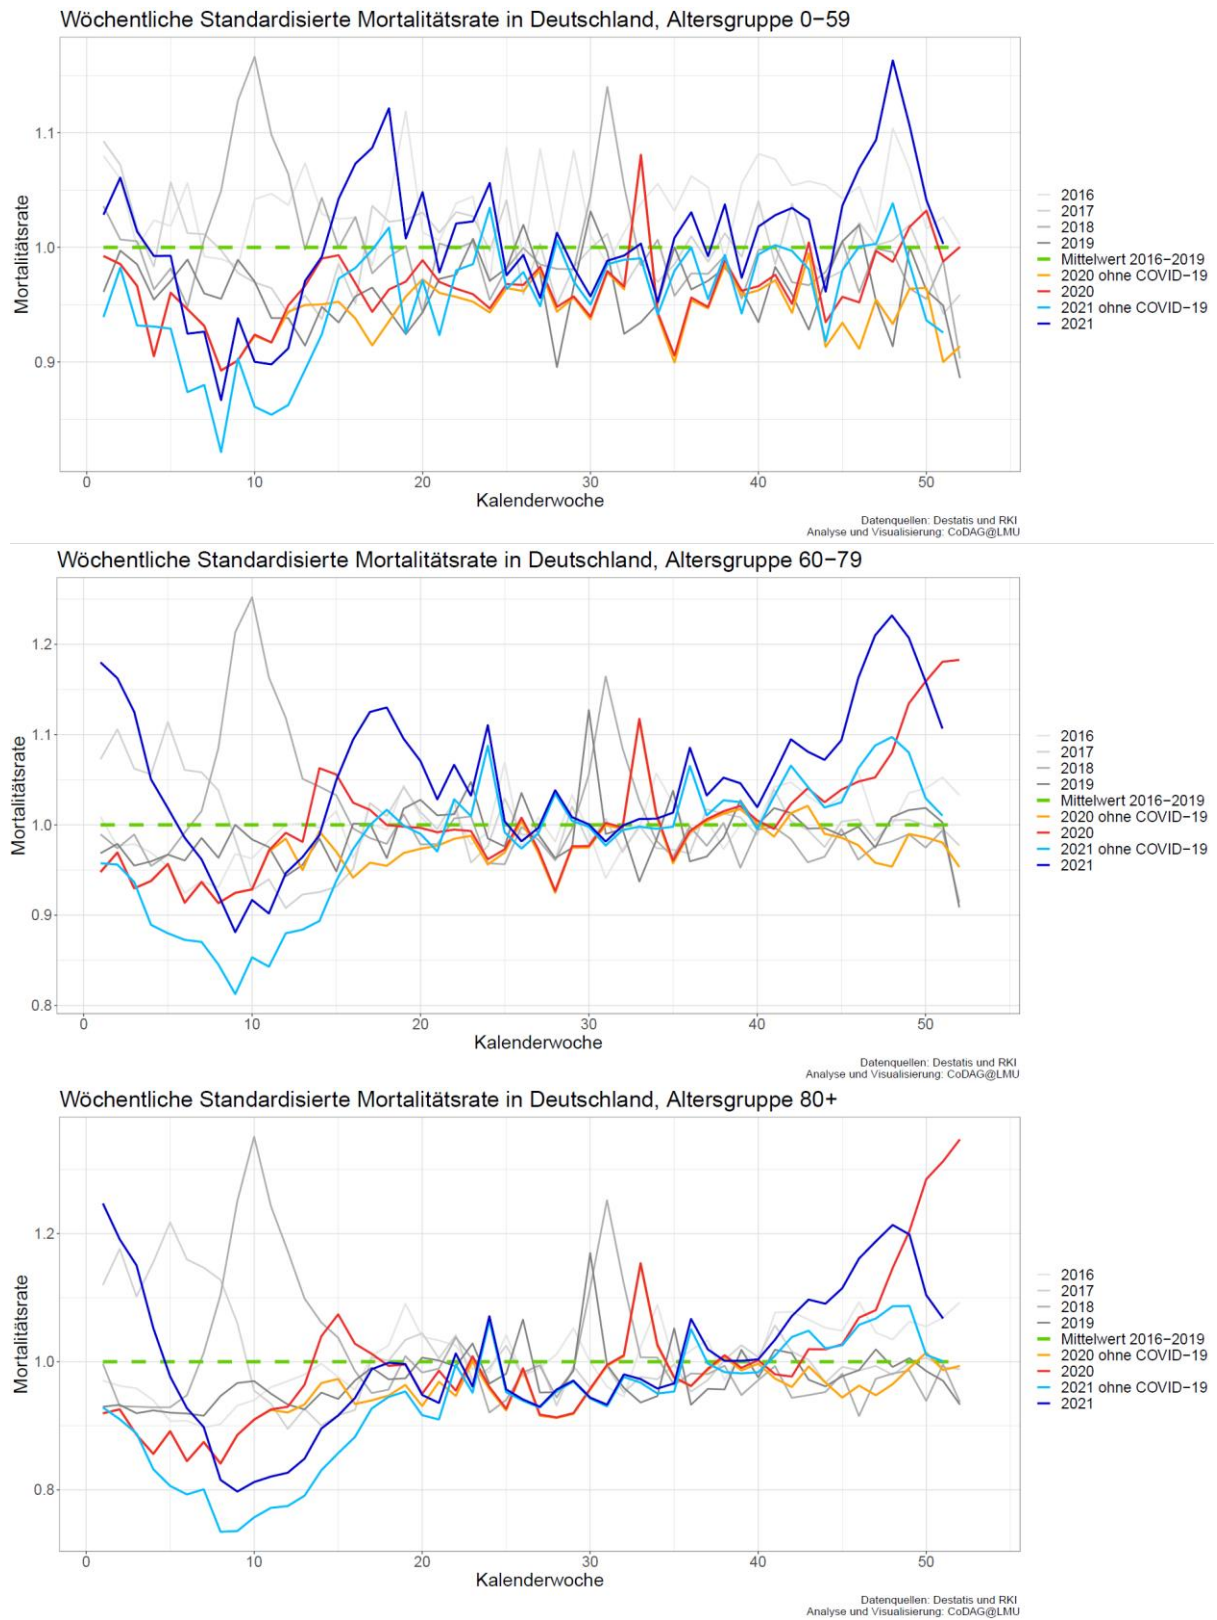 Wöchentliche Standardisierte Mortalitätsrate in Deutschland, Altersgruppe 0−59
1.1
1.0
0.9
Mortalitätsrate
0 10 20 30 40 50
Kalenderwoche
2016
2017
2018
2019
Mittelwert 2016−2019
2020 ohne COVID−19
2020
2021 ohne COVID−19
2021
Datenquellen: Destatis und RKI
Analyse und Visualisierung: CoDAG@LMU
Wöchentliche Standardisierte Mortalitätsrate in Deutschland, Altersgruppe 60−79
1.2
1.1
1.0
0.9
0.8
Mortalitätsrate
0 10 20 30 40 50
Kalenderwoche
2016
2017
2018
2019
Mittelwert 2016−2019
2020 ohne COVID−19
2020
2021 ohne COVID−19
2021
Datenquellen: Destatis und RKI
Analyse und Visualisierung: CoDAG@LMU
Wöchentliche Standardisierte Mortalitätsrate in Deutschland, Altersgruppe 80+
1.2
1.0
0.8
Mortalitätsrate
0 10 20 30 40 50
Kalenderwoche
2016
2017
2018
2019
Mittelwert 2016−2019
2020 ohne COVID−19
2020
2021 ohne COVID−19
2021
Datenquellen: Destatis und RKI
Analyse und Visualisierung: CoDAG@LMU